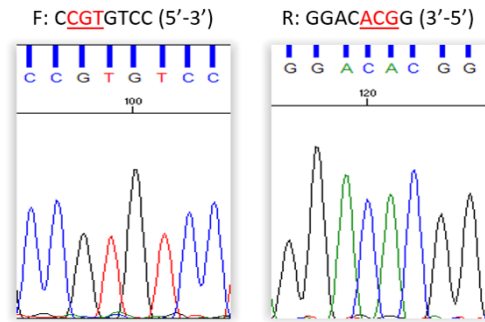 F: CCGTGTCC (5′-3′)
R: GGACACGG (3′-5′)
C C G T G T C C
100
G G A C A C G G
120